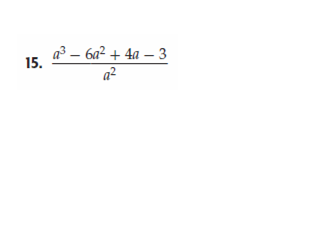 15. (a³ − 6a² + 4a − 3) / a²